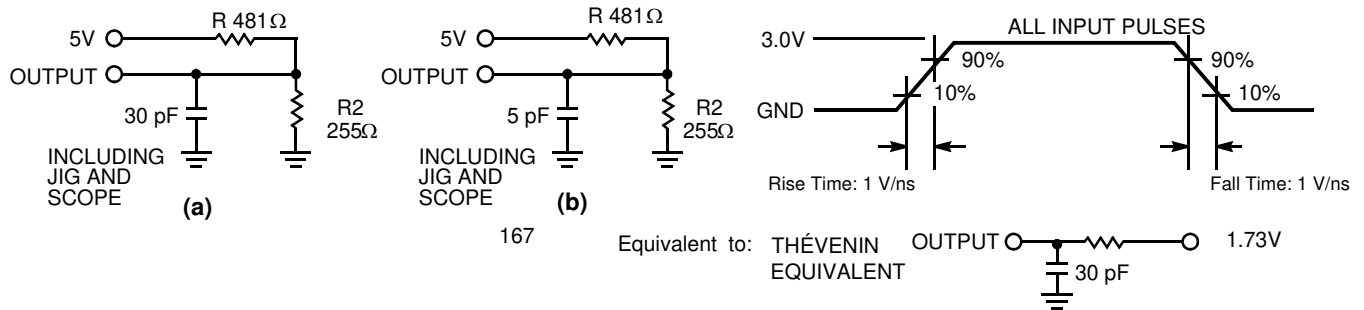 R 481Ω
5V
OUTPUT
30 pF
R2
255Ω
INCLUDING
JIG AND
SCOPE
(a)
R 481Ω
5V
OUTPUT
5 pF
R2
255Ω
INCLUDING
JIG AND
SCOPE
(b)
167
ALL INPUT PULSES
3.0V
90%
90%
10%
10%
GND
Rise Time: 1 V/ns
Fall Time: 1 V/ns
Equivalent to: THÉVENIN
EQUIVALENT
OUTPUT
1.73V
30 pF